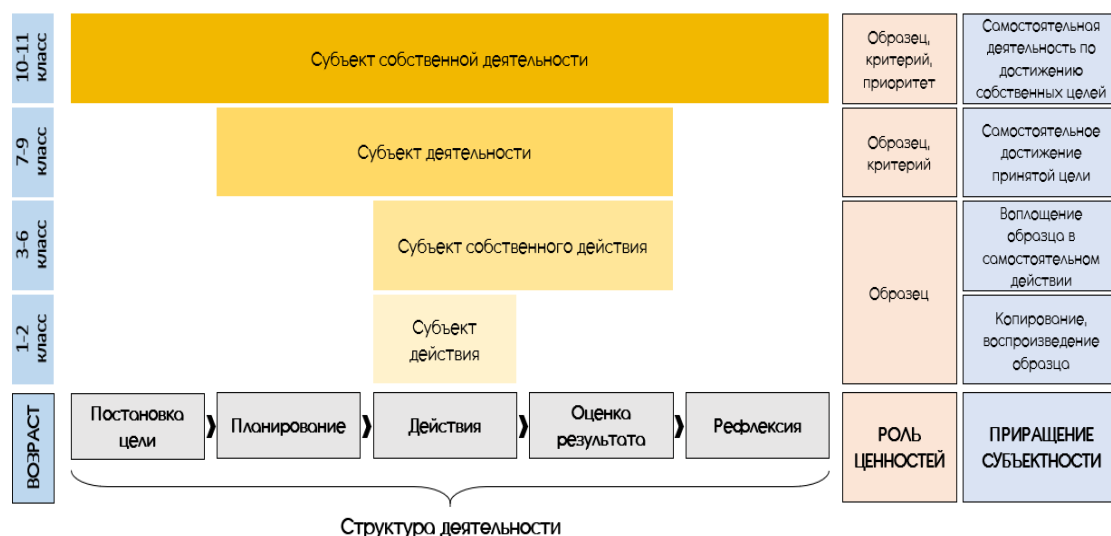 10-11
класс
Субъект собственной деятельности
Образец,
критерий,
приоритет
Самостоятельная
деятельность по
достижению
собственных целей
7-9
класс
Субъект деятельности
Образец,
критерий
Самостоятельное
достижение
принятой цели
3-6
класс
Субъект собственного действия
Воплощение
образца в
самостоятельном
действии
Образец
1-2
класс
Субъект
действия
Копирование,
воспроизведение
образца
ВОЗРАСТ
Постановка
цели
Планирование
Действия
Оценка
результата
Рефлексия
РОЛЬ
ЦЕННОСТЕЙ
ПРИРАЩЕНИЕ
СУБЪЕКТНОСТИ
Структура деятельности